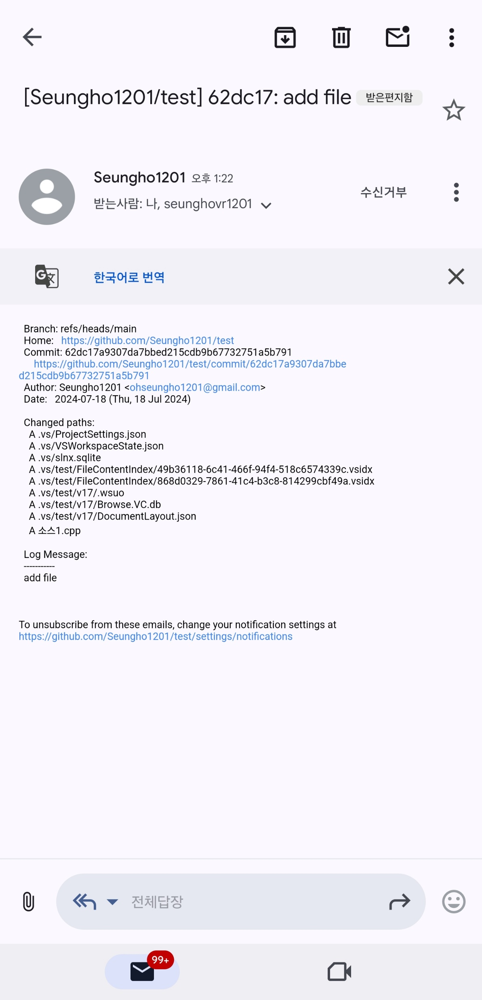 [Seungho1201/test] 62dc17: add file 받은편지함
Seungho1201 오후 1:22
받는사람: 나, seunghovr1201
수신거부
한국어로 번역
Branch: refs/heads/main
Home: https://github.com/Seungho1201/test
Commit: 62dc17a9307da7bbed215cdb9b67732751a5b791
https://github.com/Seungho1201/test/commit/62dc17a9307da7bbe
d215cdb9b67732751a5b791
Author: Seungho1201 <ohseungho1201@gmail.com>
Date: 2024-07-18 (Thu, 18 Jul 2024)
Changed paths:
A .vs/ProjectSettings.json
A .vs/VSWorkspaceState.json
A .vs/slnx.sqlite
A .vs/test/FileContentIndex/49b36118-6c41-466f-94f4-518c6574339c.vsidx
A .vs/test/FileContentIndex/868d0329-7861-41c4-b3c8-814299cbf49a.vsidx
A .vs/test/v17/.wsuo
A .vs/test/v17/Browse.VC.db
A .vs/test/v17/DocumentLayout.json
A 소스1.cpp
Log Message:
-----------
add file
To unsubscribe from these emails, change your notification settings at
https://github.com/Seungho1201/test/settings/notifications
전체답장
99+